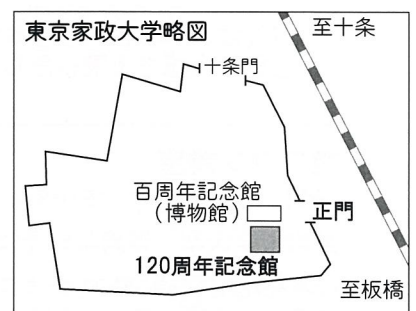 東京家政大学略図
至十条
十条門
百周年記念館
（博物館）
正門
120周年記念館
至板橋